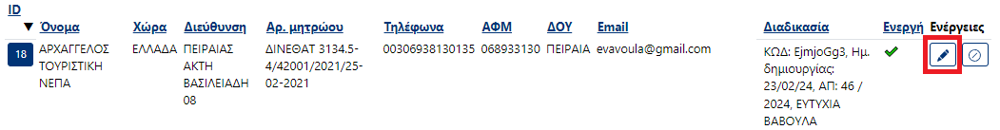 ID
Όνομα Χώρα Διεύθυνση Αρ. μητρώου Τηλέφωνα ΑΦΜ ΔΟΥ Email Διαδικασία Ενεργή Ενέργειες
18 ΑΡΧΑΓΓΕΛΟΣ ΕΛΛΑΔΑ ΠΕΙΡΑΙΑΣ ΔΙΝΕΘΑΤ 3134.5- 00306938130135 068933130 ΠΕΙΡΑΙΑ evavoula@gmail.com ΚΩΔ: EjmjoGg3, Ημ.
ΤΟΥΡΙΣΤΙΚΗ ΑΚΤΗ 4/42001/2021/25- δημιουργίας:
ΝΕΠΑ ΒΑΣΙΛΕΙΑΔΗ 02-2021 23/02/24, ΑΠ: 46 /
08 2024, ΕΥΤΥΧΙΑ
ΒΑΒΟΥΛΑ